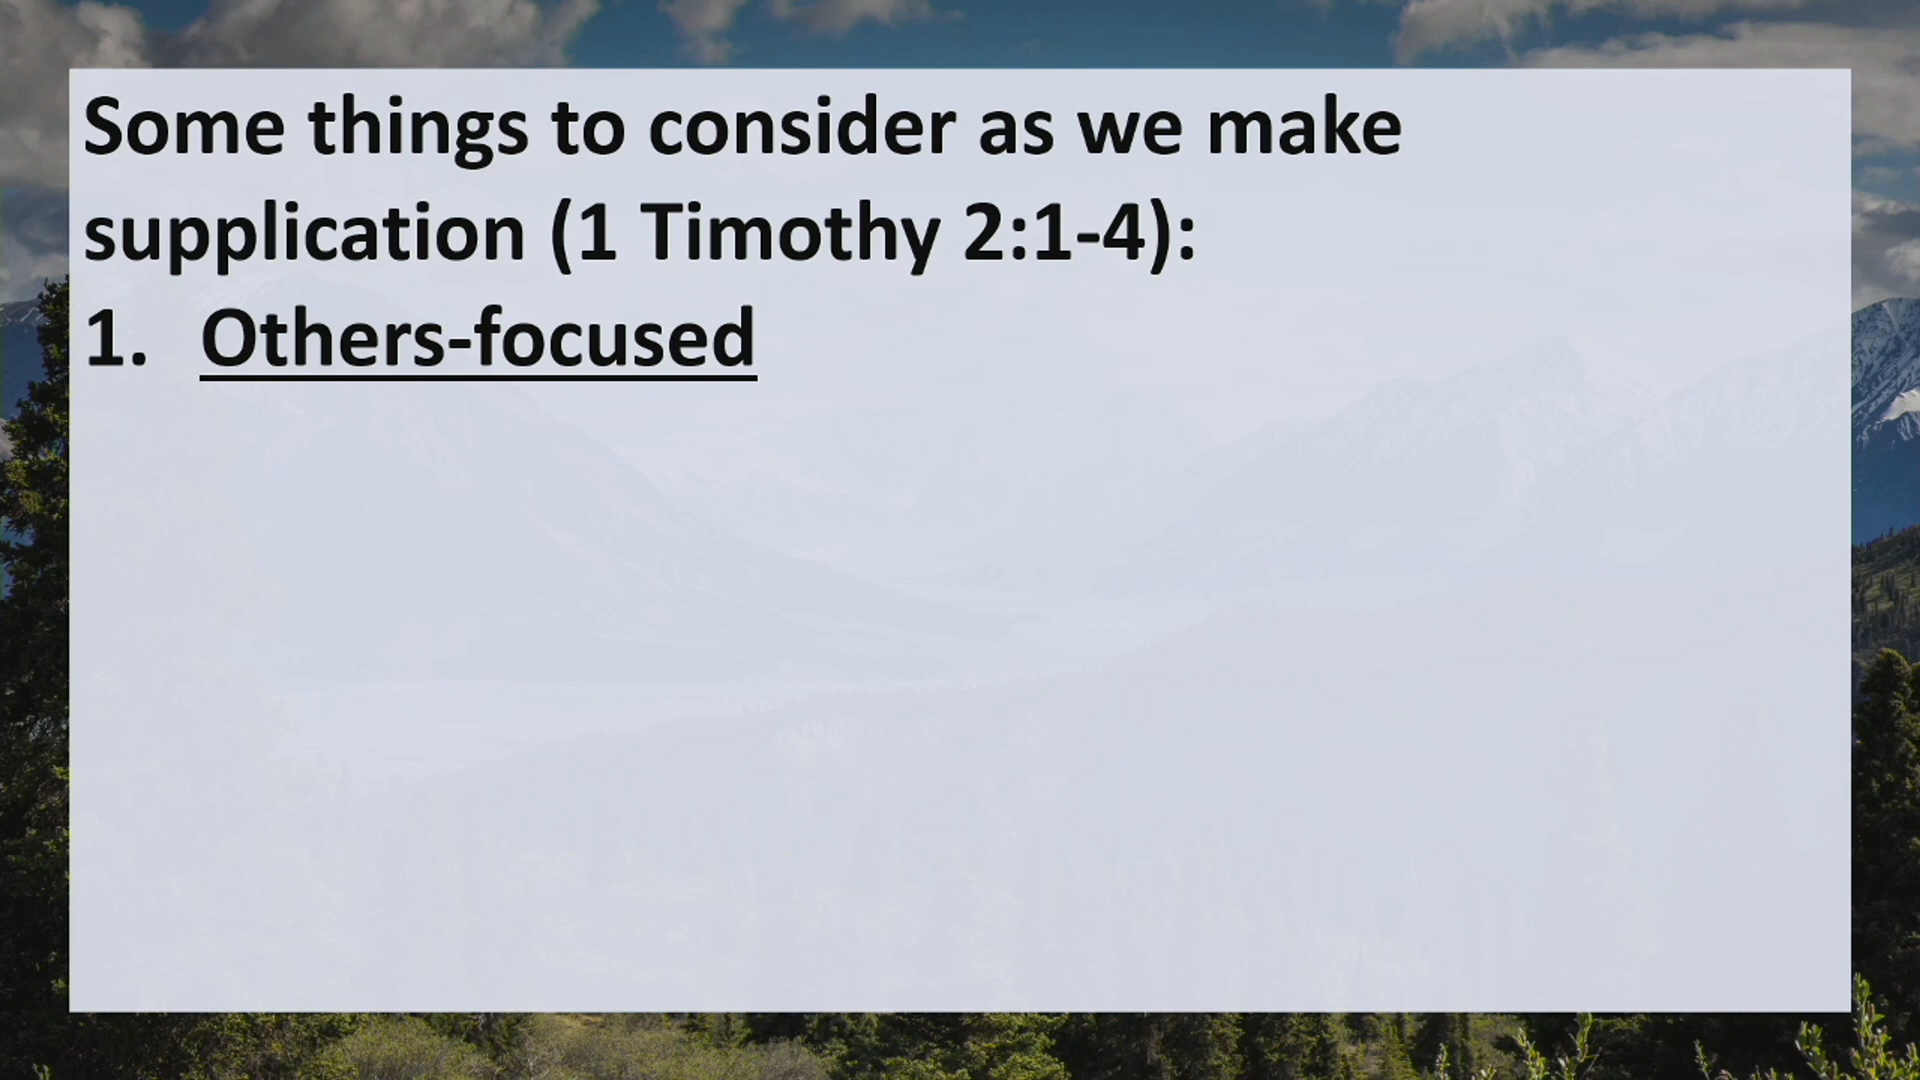 Some things to consider as we make
supplication (1 Timothy 2:1-4):
1. Others-focused